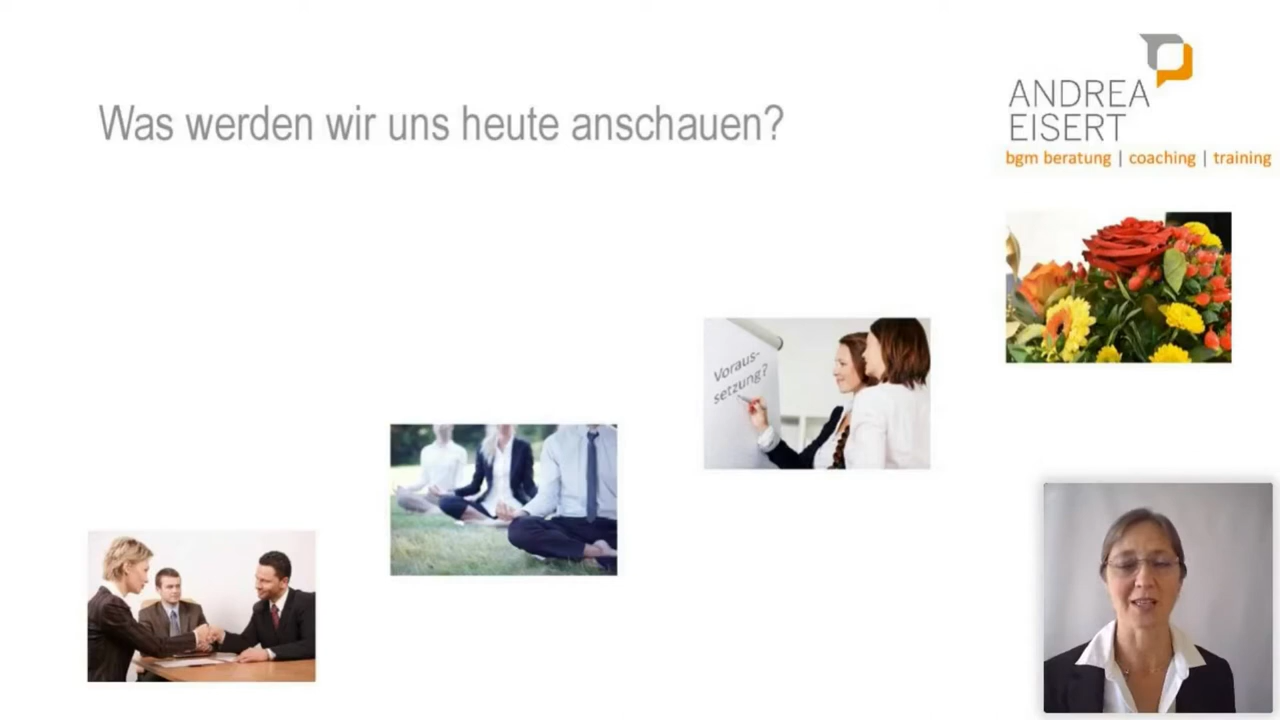 Was werden wir uns heute anschauen?
ANDREA
EISERT
bgm beratung | coaching | training
Voraus-
setzung?